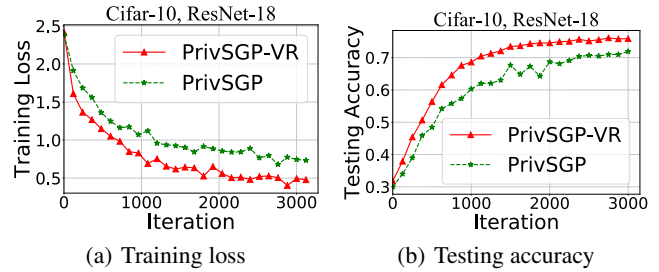 Cifar-10, ResNet-18
Training Loss
2.5
2.0
1.5
1.0
0.5
PrivSGP-VR
PrivSGP
0
1000
2000
3000
Iteration
(a) Training loss
Cifar-10, ResNet-18
Testing Accuracy
0.7
0.6
0.5
0.4
0.3
PrivSGP-VR
PrivSGP
0
1000
2000
3000
Iteration
(b) Testing accuracy